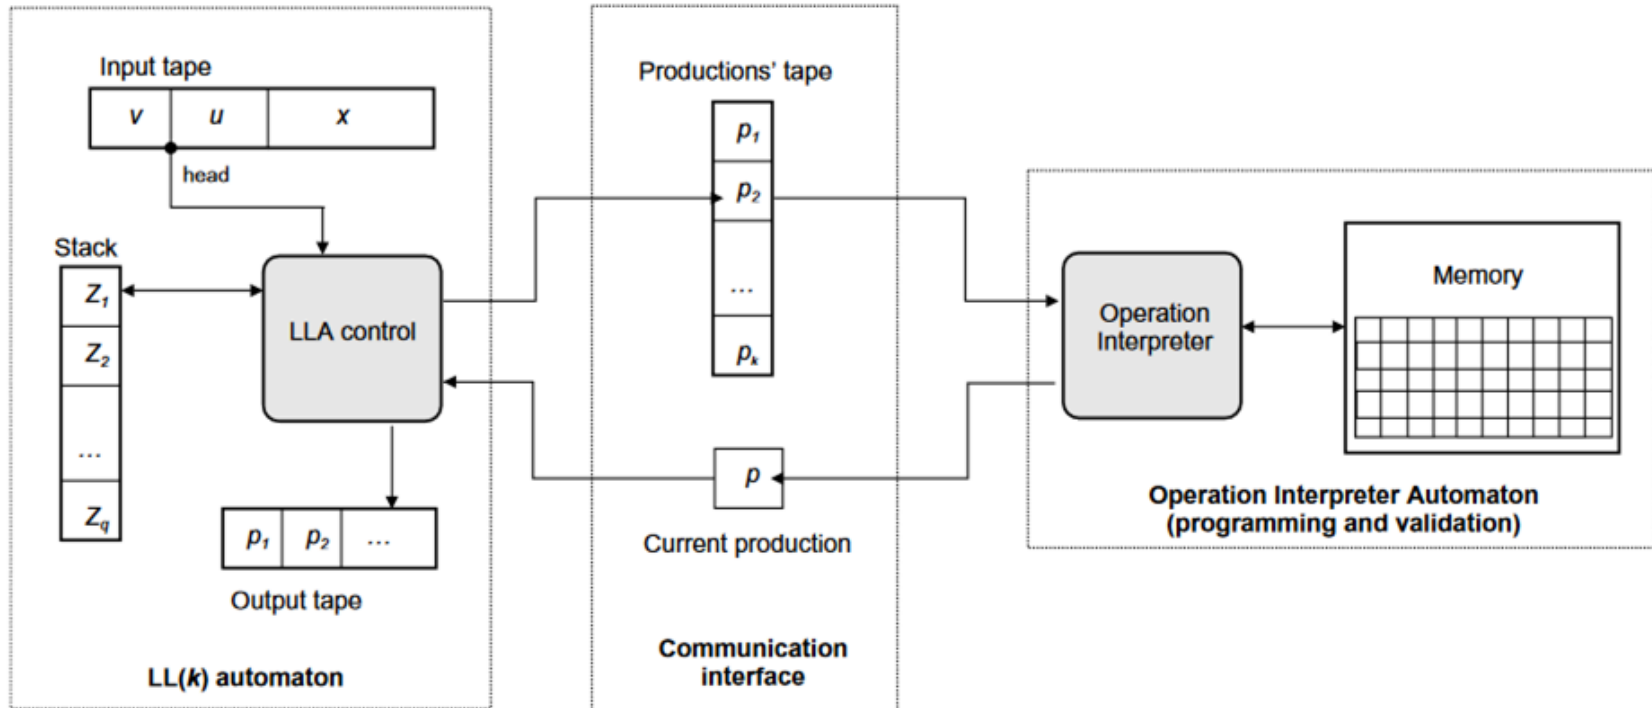 Input tape
v u x
head
Stack
Z1
Z2
...
Zq
LLA control
p1 p2 ...
Output tape
LL(k) automaton
Productions' tape
p1
p2
...
pk
p
Current production
Communication
interface
Operation
Interpreter
Memory
Operation Interpreter Automaton
(programming and validation)